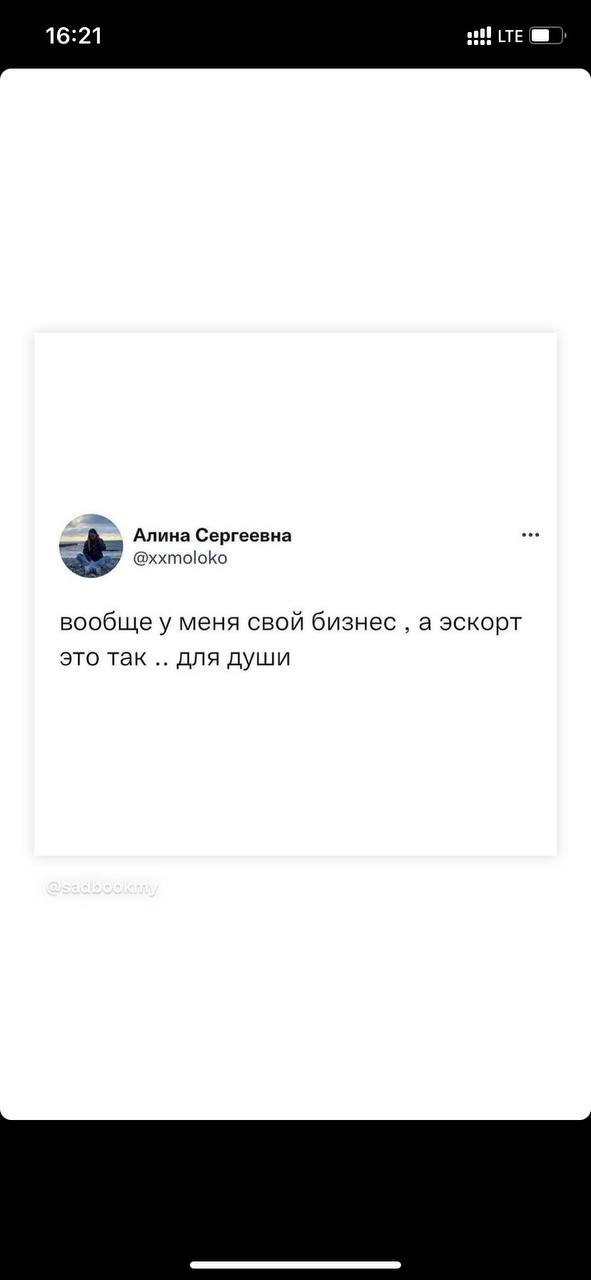 16:21
LTE
Алина Сергеевна
@xxmoloko
вообще у меня свой бизнес , а эскорт
это так .. для души
@sadbookmy